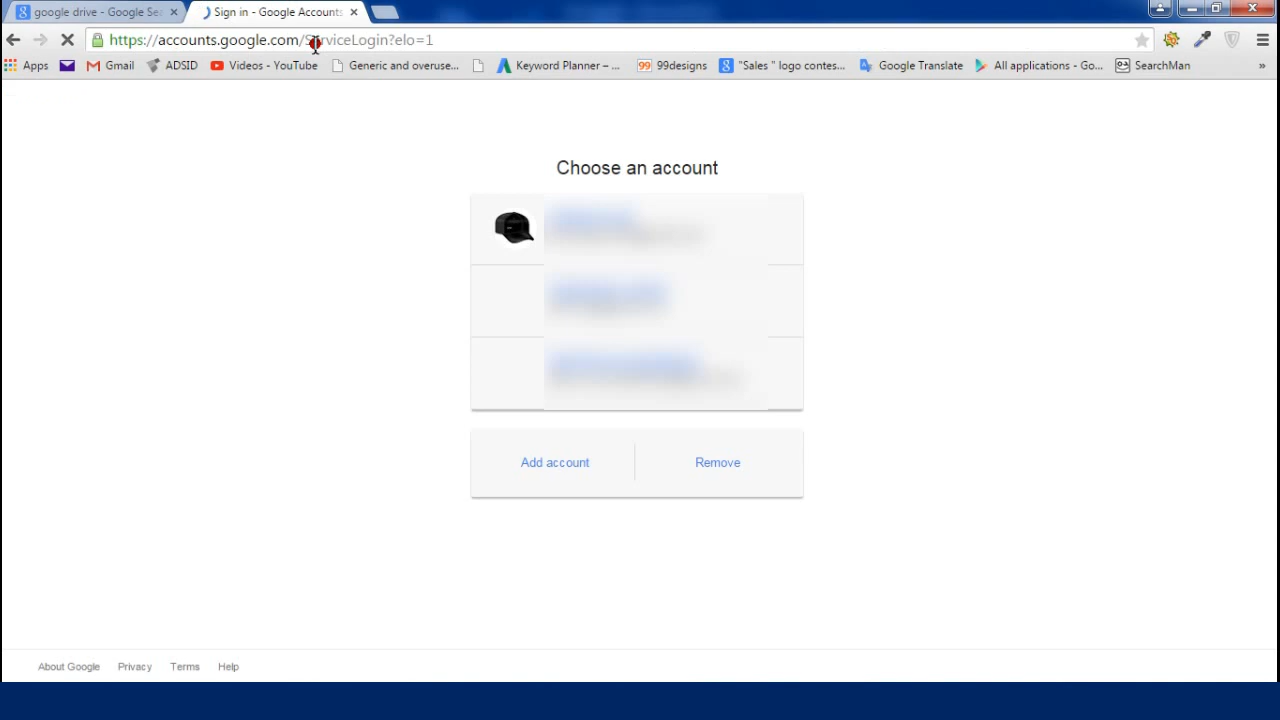 google drive - Google Sea
Sign in - Google Accounts
https://accounts.google.com/ServiceLogin?elo=1
Apps
Gmail
ADSID
Videos - YouTube
Generic and overuse...
Keyword Planner – ...
99designs
"Sales " logo contes...
Google Translate
All applications - Go...
SearchMan
»
Choose an account
Add account
Remove
About Google
Privacy
Terms
Help